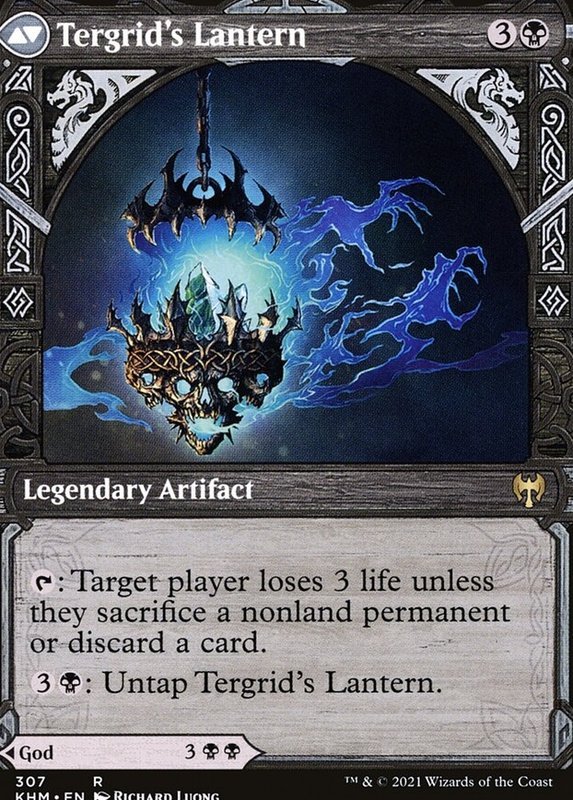 Tergrid's Lantern 3
Legendary Artifact
: Target player loses 3 life unless
they sacrifice a nonland permanent
or discard a card.
3 : Untap Tergrid's Lantern.
God 3
307 R ™ & © 2021 Wizards of the Coast
KHM • EN Richard Luong